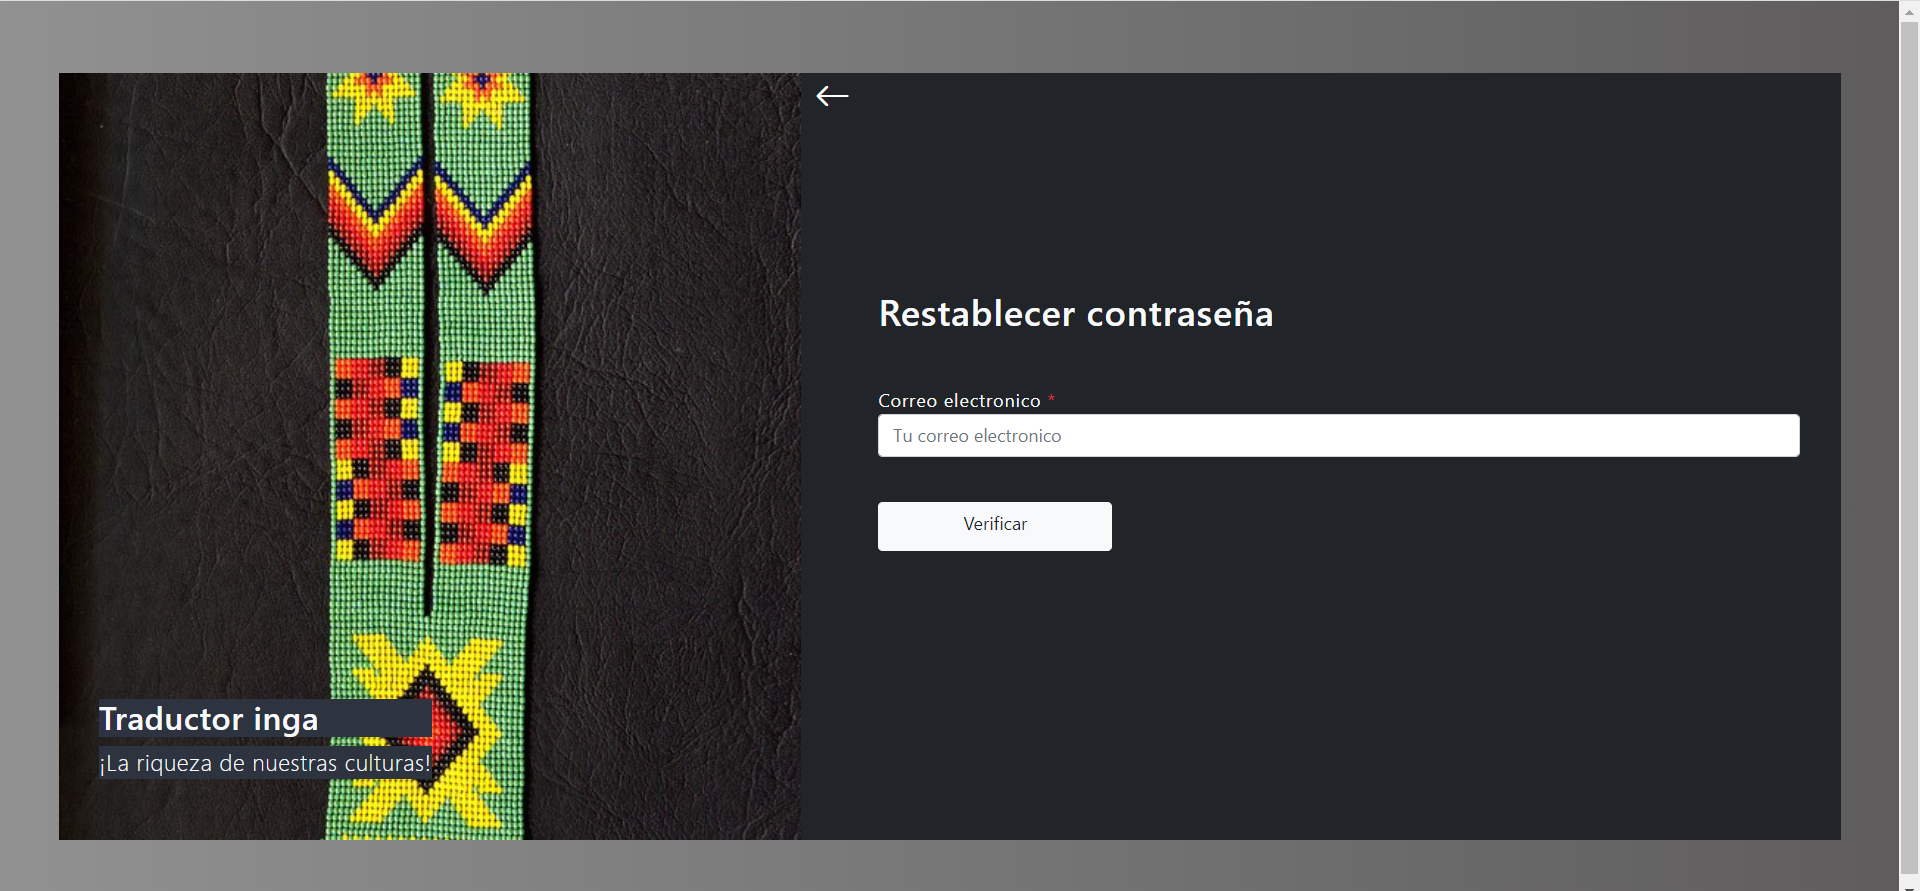 Restablecer contraseña
Correo electronico *
Tu correo electronico
Verificar
Traductor inga
¡La riqueza de nuestras culturas!